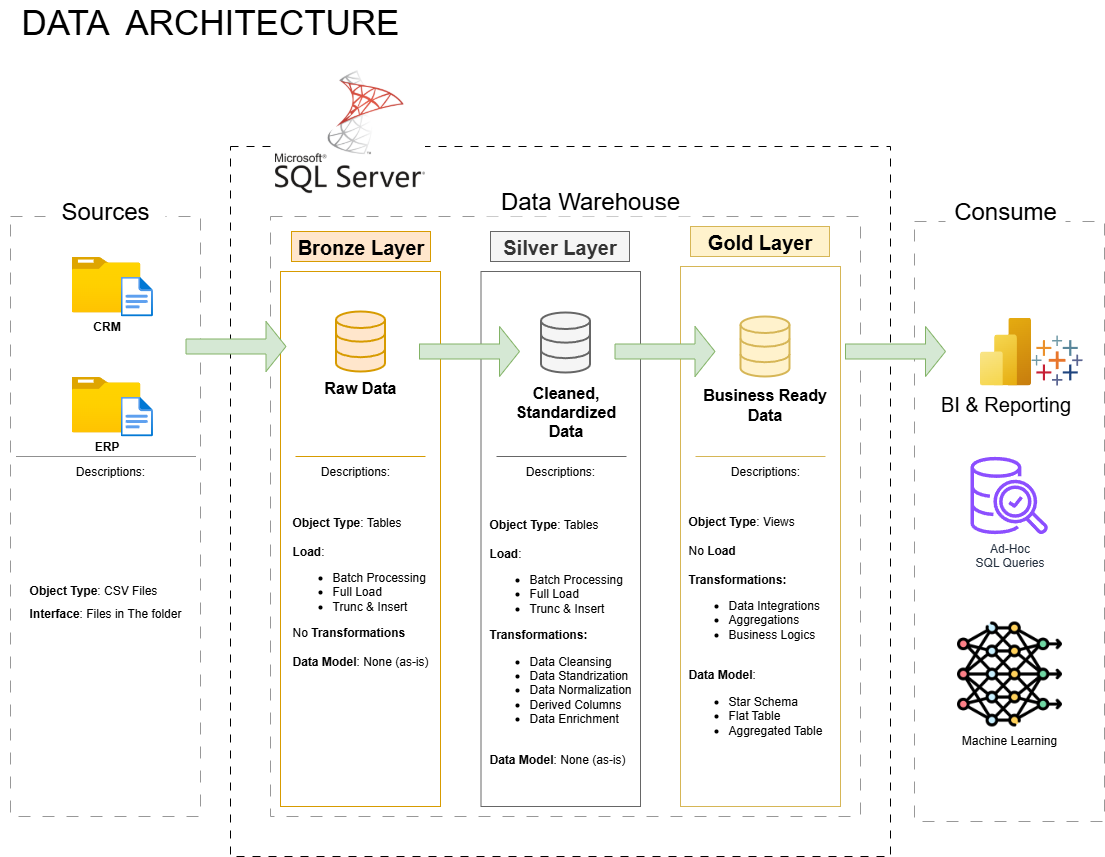 DATA ARCHITECTURE
Microsoft®
SQL Server
Sources
CRM
ERP
Descriptions:
Object Type: CSV Files
Interface: Files in The folder
Data Warehouse
Bronze Layer
Raw Data
Descriptions:
Object Type: Tables
Load:
• Batch Processing
• Full Load
• Trunc & Insert
No Transformations
Data Model: None (as-is)
Silver Layer
Cleaned,
Standardized
Data
Descriptions:
Object Type: Tables
Load:
• Batch Processing
• Full Load
• Trunc & Insert
Transformations:
• Data Cleansing
• Data Standrization
• Data Normalization
• Derived Columns
• Data Enrichment
Data Model: None (as-is)
Gold Layer
Business Ready
Data
Descriptions:
Object Type: Views
No Load
Transformations:
• Data Integrations
• Aggregations
• Business Logics
Data Model:
• Star Schema
• Flat Table
• Aggregated Table
Consume
BI & Reporting
Ad-Hoc
SQL Queries
Machine Learning